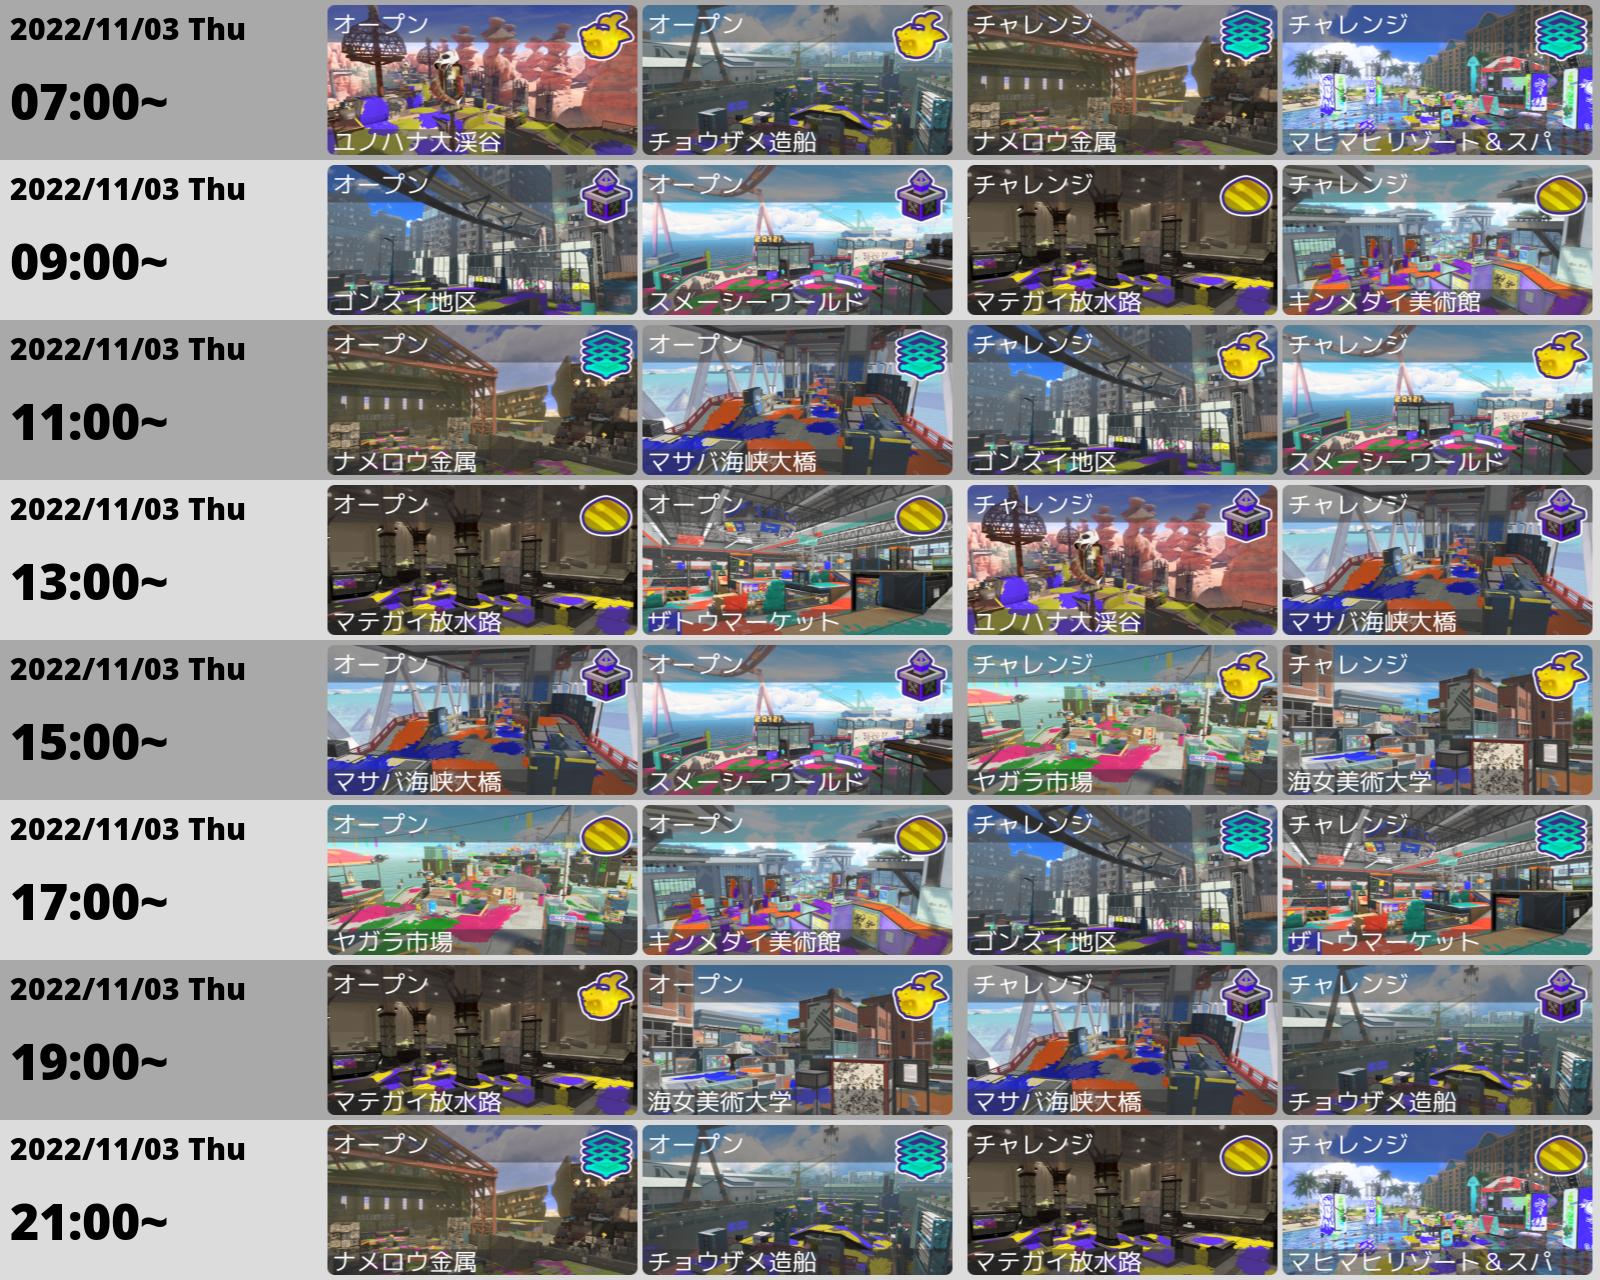 2022/11/03 Thu
07:00~
オープン
ユノハナ大渓谷
オープン
チョウザメ造船
チャレンジ
ナメロウ金属
チャレンジ
マヒマヒリゾート＆スパ
2022/11/03 Thu
09:00~
オープン
ゴンズイ地区
オープン
スメーシーワールド
チャレンジ
マテガイ放水路
チャレンジ
キンメダイ美術館
2022/11/03 Thu
11:00~
オープン
ナメロウ金属
オープン
マサバ海峡大橋
チャレンジ
ゴンズイ地区
チャレンジ
スメーシーワールド
2022/11/03 Thu
13:00~
オープン
マテガイ放水路
オープン
ザトウマーケット
チャレンジ
ユノハナ大渓谷
チャレンジ
マサバ海峡大橋
2022/11/03 Thu
15:00~
オープン
マサバ海峡大橋
オープン
スメーシーワールド
チャレンジ
ヤガラ市場
チャレンジ
海女美術大学
2022/11/03 Thu
17:00~
オープン
ヤガラ市場
オープン
キンメダイ美術館
チャレンジ
ゴンズイ地区
チャレンジ
ザトウマーケット
2022/11/03 Thu
19:00~
オープン
マテガイ放水路
オープン
海女美術大学
チャレンジ
マサバ海峡大橋
チャレンジ
チョウザメ造船
2022/11/03 Thu
21:00~
オープン
ナメロウ金属
オープン
チョウザメ造船
チャレンジ
マテガイ放水路
チャレンジ
マヒマヒリゾート＆スパ